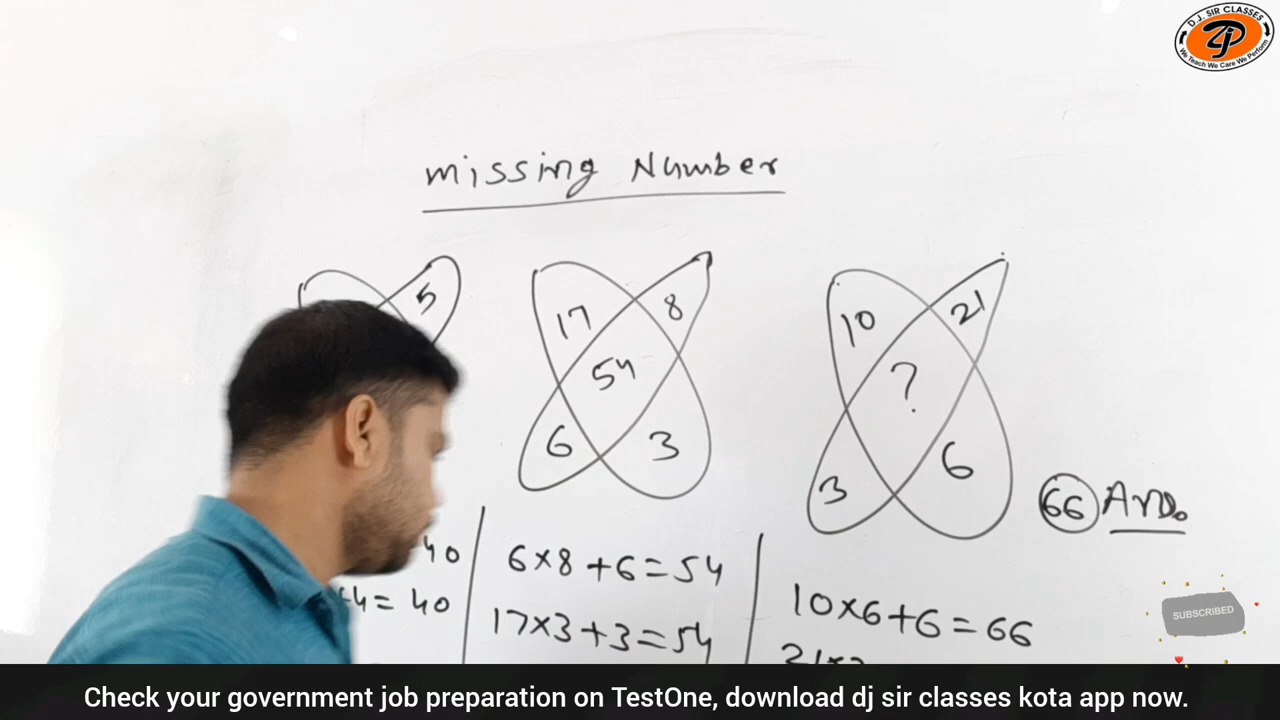 D.J. SIR CLASSES
ZJ
We Teach We Care We Perform
missing Number
5
17 8
54
6 3
10 21
?
3 6
66 Ans.
40
4 = 40
6×8+6=54
17×3+3=54
10×6+6=66
SUBSCRIBED
Check your government job preparation on TestOne, download dj sir classes kota app now.